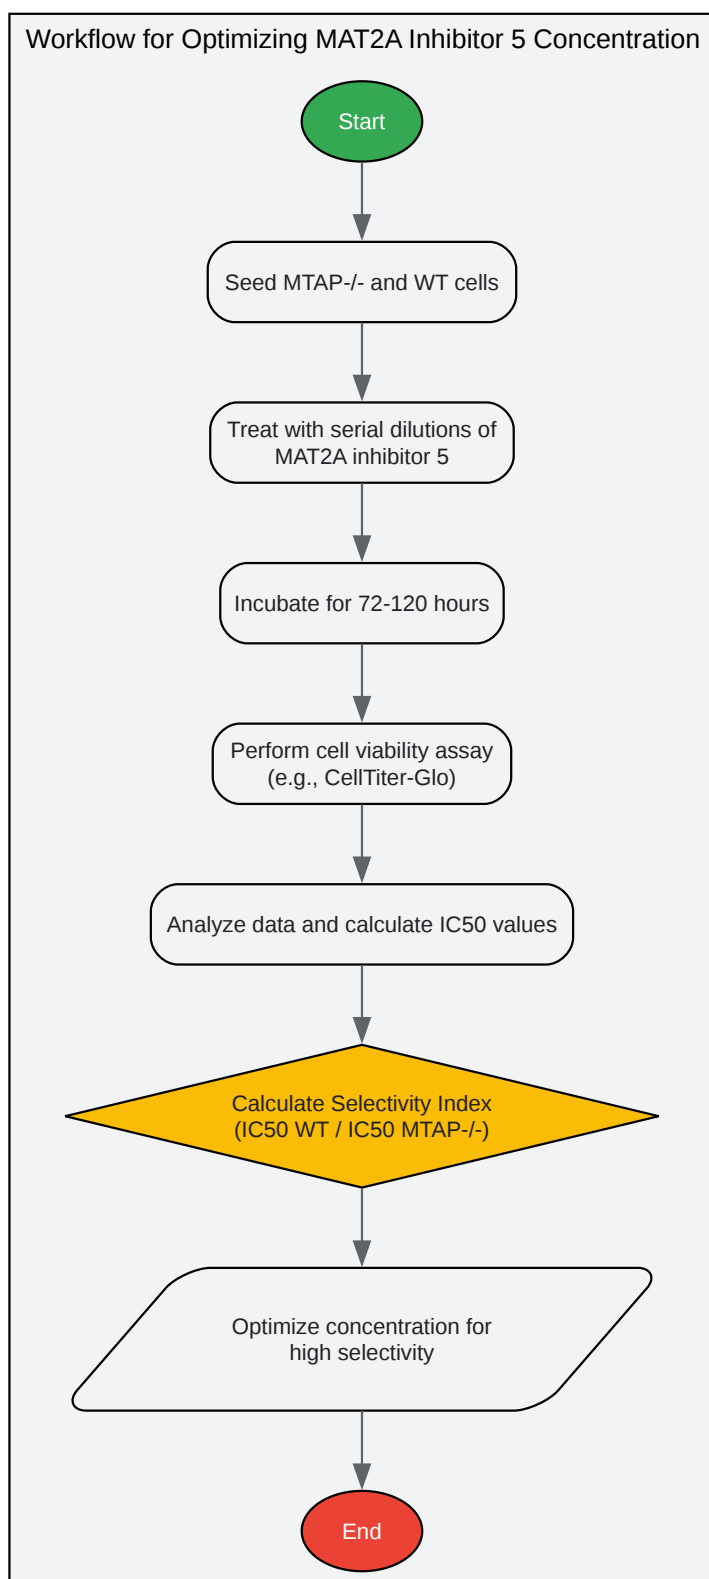 Workflow for Optimizing MAT2A Inhibitor 5 Concentration
Start
Seed MTAP-/- and WT cells
Treat with serial dilutions of
MAT2A inhibitor 5
Incubate for 72-120 hours
Perform cell viability assay
(e.g., CellTiter-Glo)
Analyze data and calculate IC50 values
Calculate Selectivity Index
(IC50 WT / IC50 MTAP-/-)
Optimize concentration for
high selectivity
End